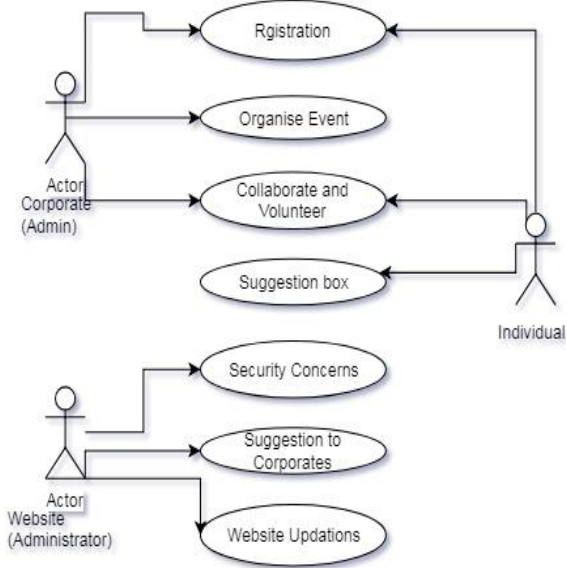 Rgistration
Organise Event
Actor
Corporate
(Admin)
Collaborate and
Volunteer
Suggestion box
Individual
Security Concerns
Suggestion to
Corporates
Actor
Website
(Administrator)
Website Updations